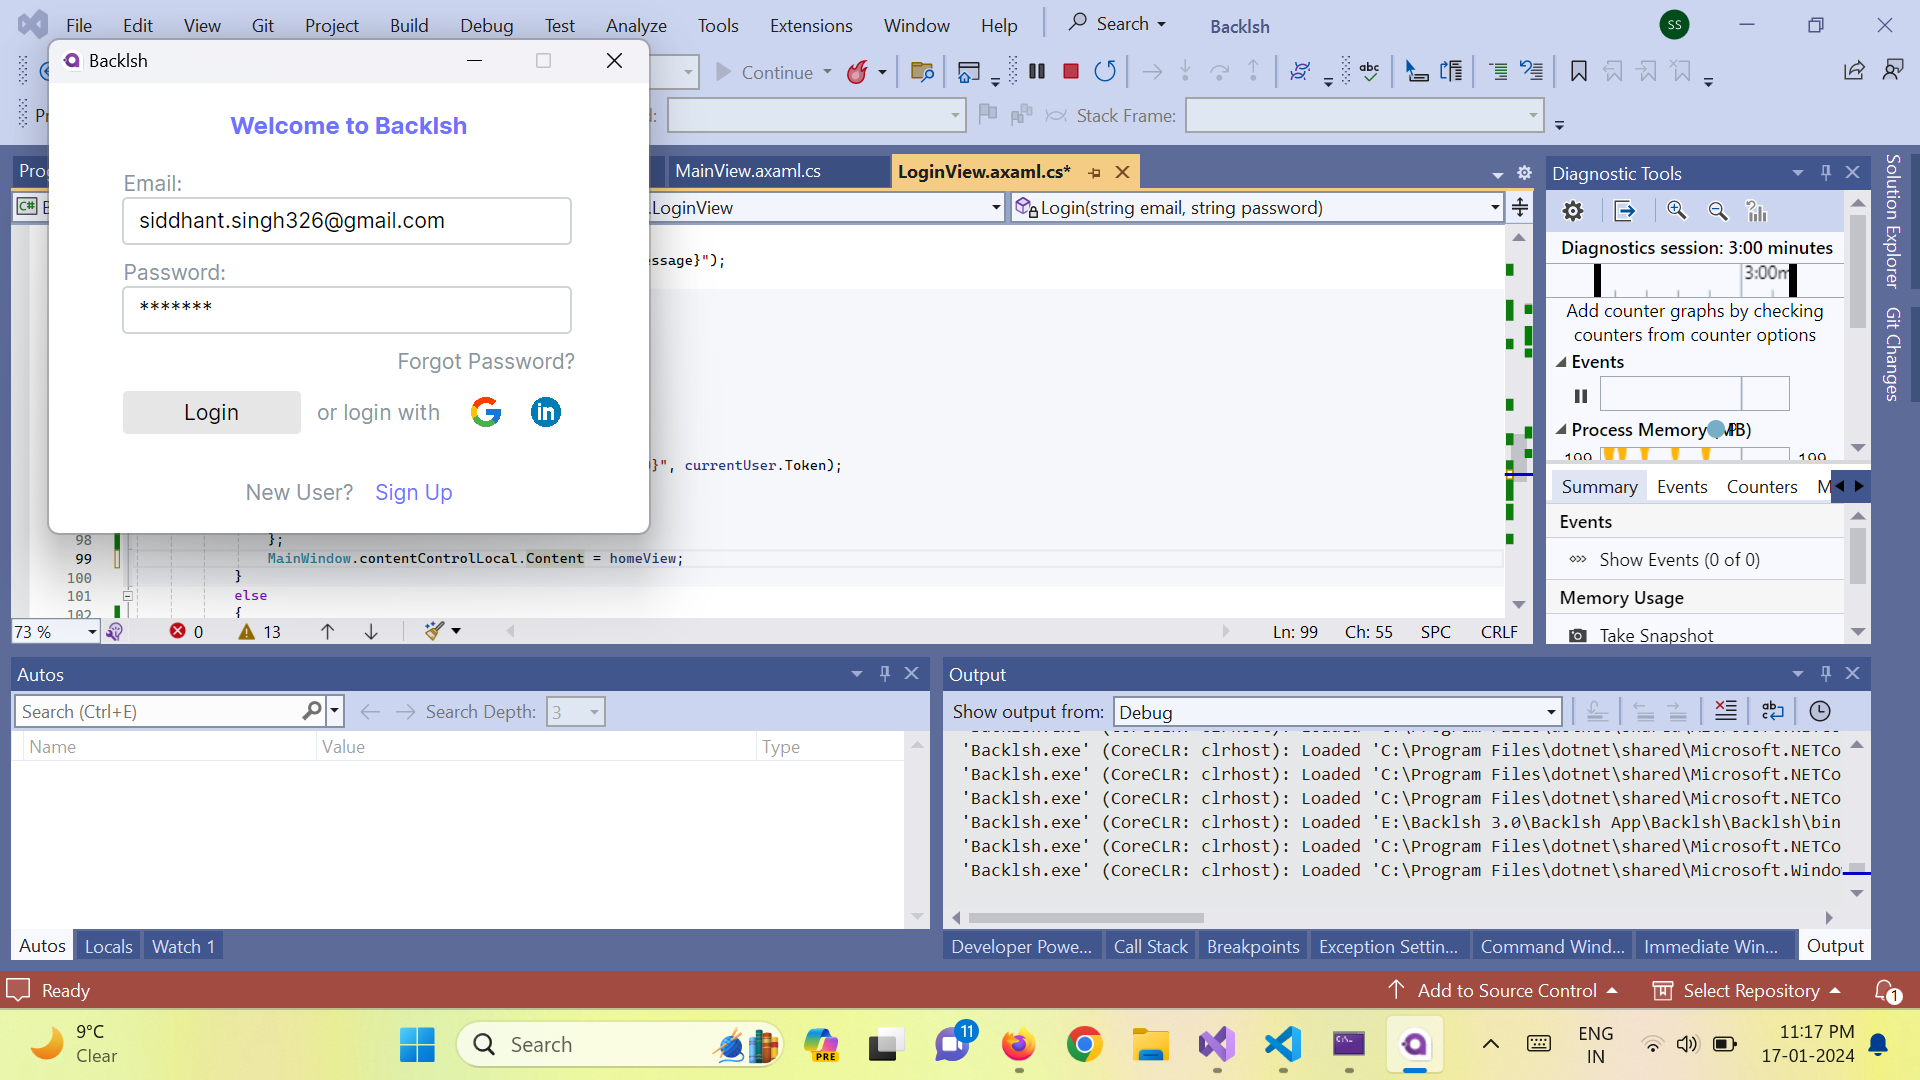 File Edit View Git Project Build Debug Test Analyze Tools Extensions Window Help Search Backlsh SS
Continue
Stack Frame:
Backlsh
Welcome to Backlsh
Email:
siddhant.singh326@gmail.com
Password:
*******
Forgot Password?
Login or login with
New User? Sign Up
MainView.axaml.cs LoginView.axaml.cs*
.LoginView Login(string email, string password)
ssage}");
}", currentUser.Token);
98 };
99 MainWindow.contentControlLocal.Content = homeView;
100 }
101 else
102 {
73 % 0 13 Ln: 99 Ch: 55 SPC CRLF
Diagnostic Tools
Diagnostics session: 3:00 minutes
3:00m
Add counter graphs by checking
counters from counter options
Events
Process Memory (MB)
199 199
Summary Events Counters M
Events
Show Events (0 of 0)
Memory Usage
Take Snapshot
Solution Explorer
Git Changes
Autos
Search (Ctrl+E) Search Depth: 3
Name Value Type
Autos Locals Watch 1
Output
Show output from: Debug
'Backlsh.exe' (CoreCLR: clrhost): Loaded 'C:\Program Files\dotnet\shared\Microsoft.NETCo
'Backlsh.exe' (CoreCLR: clrhost): Loaded 'C:\Program Files\dotnet\shared\Microsoft.NETCo
'Backlsh.exe' (CoreCLR: clrhost): Loaded 'C:\Program Files\dotnet\shared\Microsoft.NETCo
'Backlsh.exe' (CoreCLR: clrhost): Loaded 'E:\Backlsh 3.0\Backlsh App\Backlsh\Backlsh\bin
'Backlsh.exe' (CoreCLR: clrhost): Loaded 'C:\Program Files\dotnet\shared\Microsoft.NETCo
'Backlsh.exe' (CoreCLR: clrhost): Loaded 'C:\Program Files\dotnet\shared\Microsoft.Windo
Developer Powe... Call Stack Breakpoints Exception Settin... Command Wind... Immediate Win... Output
Ready Add to Source Control Select Repository 1
9°C
Clear
Search
PRE
11
ENG
IN
11:17 PM
17-01-2024